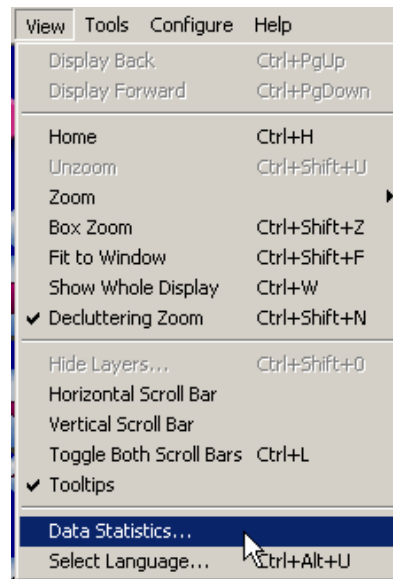 View Tools Configure Help
Display Back Ctrl+PgUp
Display Forward Ctrl+PgDown
Home Ctrl+H
Unzoom Ctrl+Shift+U
Zoom
Box Zoom Ctrl+Shift+Z
Fit to Window Ctrl+Shift+F
Show Whole Display Ctrl+W
Decluttering Zoom Ctrl+Shift+N
Hide Layers... Ctrl+Shift+0
Horizontal Scroll Bar
Vertical Scroll Bar
Toggle Both Scroll Bars Ctrl+L
Tooltips
Data Statistics...
Select Language... Ctrl+Alt+U